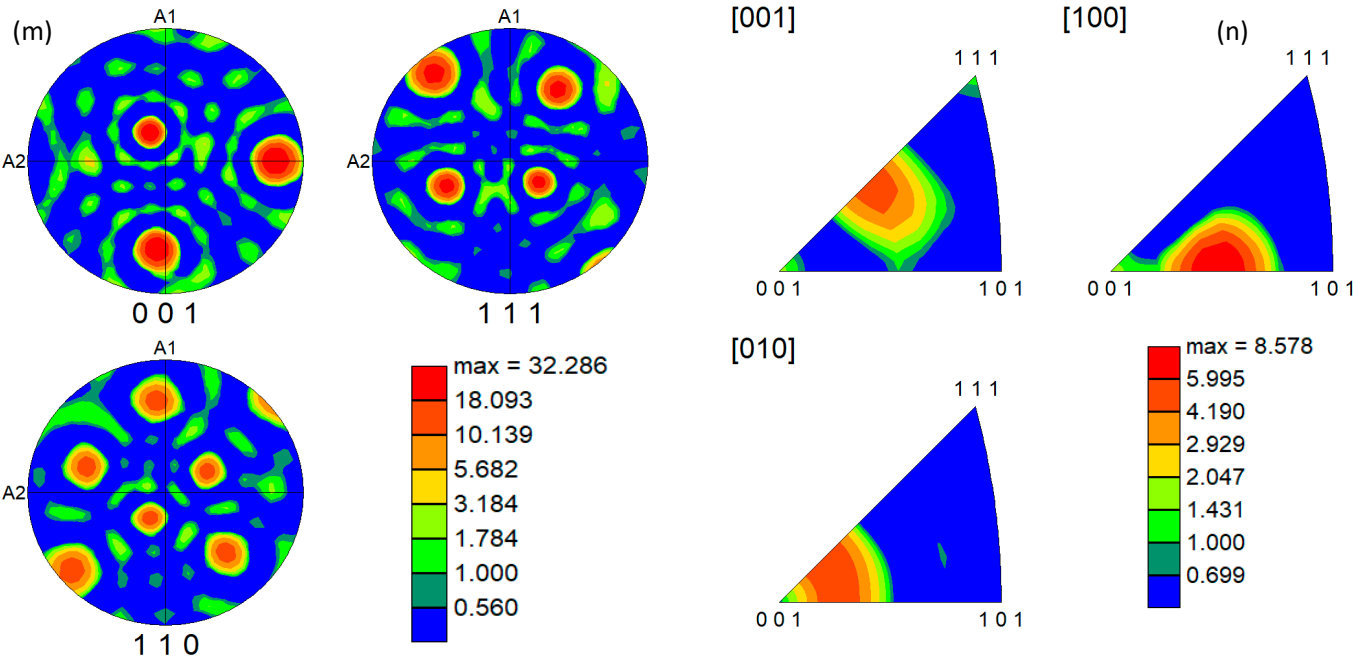 (m)
A1
A2
0 0 1
A1
A2
1 1 1
A1
A2
1 1 0
max = 32.286
18.093
10.139
5.682
3.184
1.784
1.000
0.560
[001]
1 1 1
0 0 1
1 0 1
[100]
(n)
1 1 1
0 0 1
1 0 1
[010]
1 1 1
0 0 1
1 0 1
max = 8.578
5.995
4.190
2.929
2.047
1.431
1.000
0.699